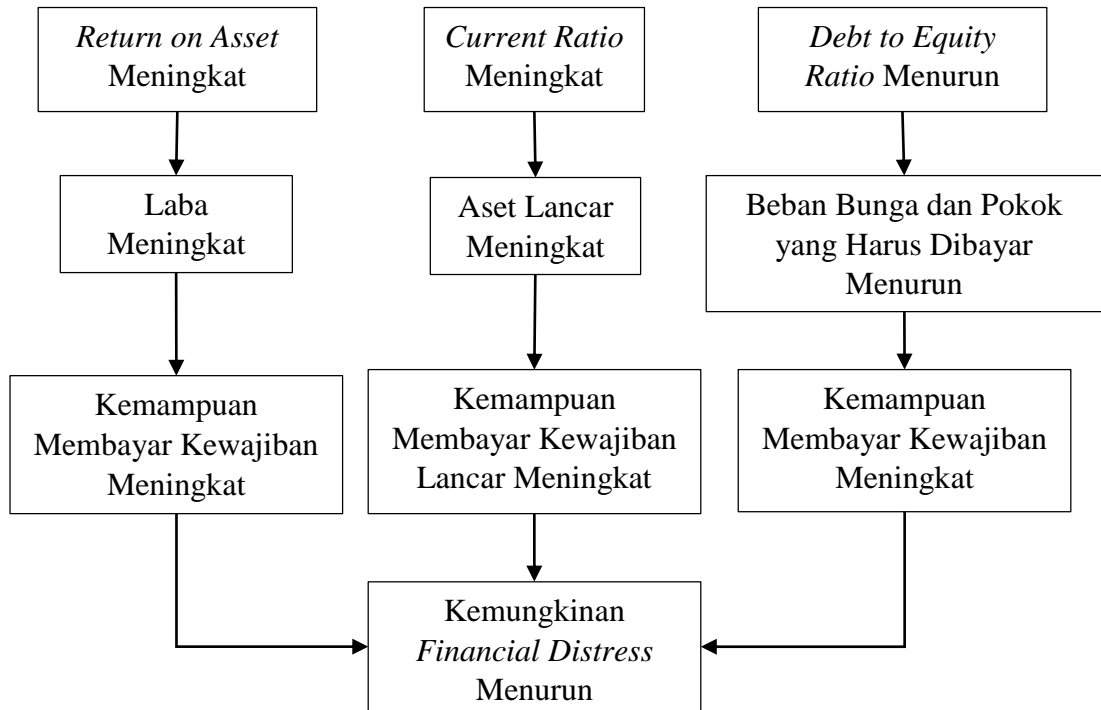 Return on Asset
Meningkat
Current Ratio
Meningkat
Debt to Equity
Ratio Menurun
Laba
Meningkat
Aset Lancar
Meningkat
Beban Bunga dan Pokok
yang Harus Dibayar
Menurun
Kemampuan
Membayar Kewajiban
Meningkat
Kemampuan
Membayar Kewajiban
Lancar Meningkat
Kemampuan
Membayar Kewajiban
Meningkat
Kemungkinan
Financial Distress
Menurun